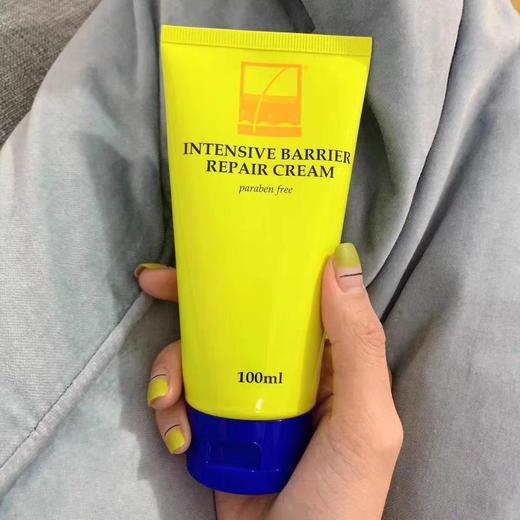 INTENSIVE BARRIER
REPAIR CREAM
paraben free
100ml